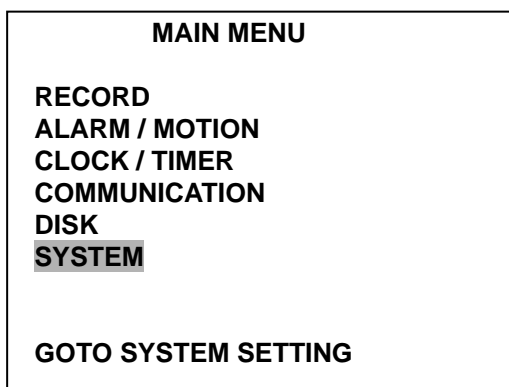 MAIN MENU
RECORD
ALARM / MOTION
CLOCK / TIMER
COMMUNICATION
DISK
SYSTEM
GOTO SYSTEM SETTING